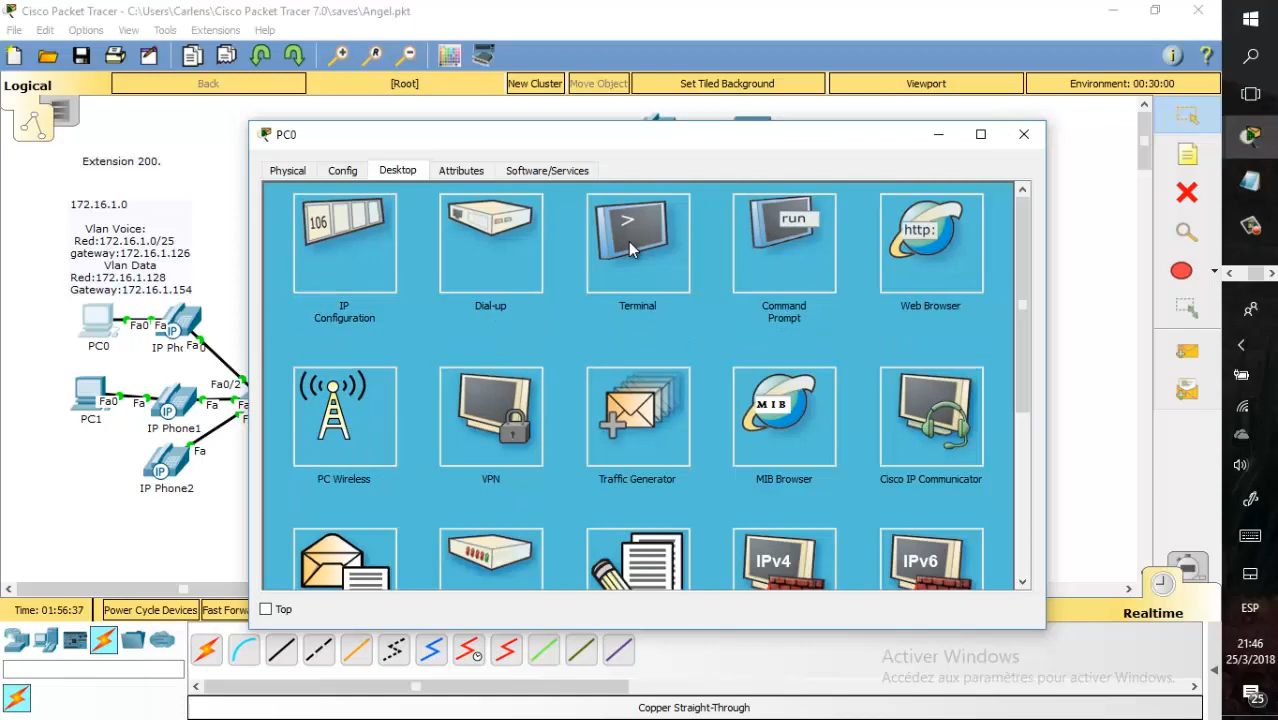 Cisco Packet Tracer - C:\Users\Carlens\Cisco Packet Tracer 7.0\saves\Angel.pkt
File Edit Options View Tools Extensions Help
Logical Back [Root] New Cluster Move Object Set Tiled Background Viewport Environment: 00:30:00
Extension 200.
172.16.1.0
Vlan Voice:
Red:172.16.1.0/25
gateway:172.16.1.126
Vlan Data
Red:172.16.1.128
Gateway:172.16.1.154
Fa0 Fa
PC0
Fa
Fa0/2
Fa0 Fa Fa
PC1
IP Phone1
Fa
IP
IP Phone2
PC0
Physical Config Desktop Attributes Software/Services
106
>
run
http:
IP
Configuration
Dial-up
Terminal
Command
Prompt
Web Browser
MIB
PC Wireless
VPN
Traffic Generator
MIB Browser
Cisco IP Communicator
IPv4
IPv6
Top
Time: 01:56:37 Power Cycle Devices Realtime
Activer Windows
Accédez aux paramètres pour activer Windows.
Copper Straight-Through
ESP
21:46
25/3/2018
25